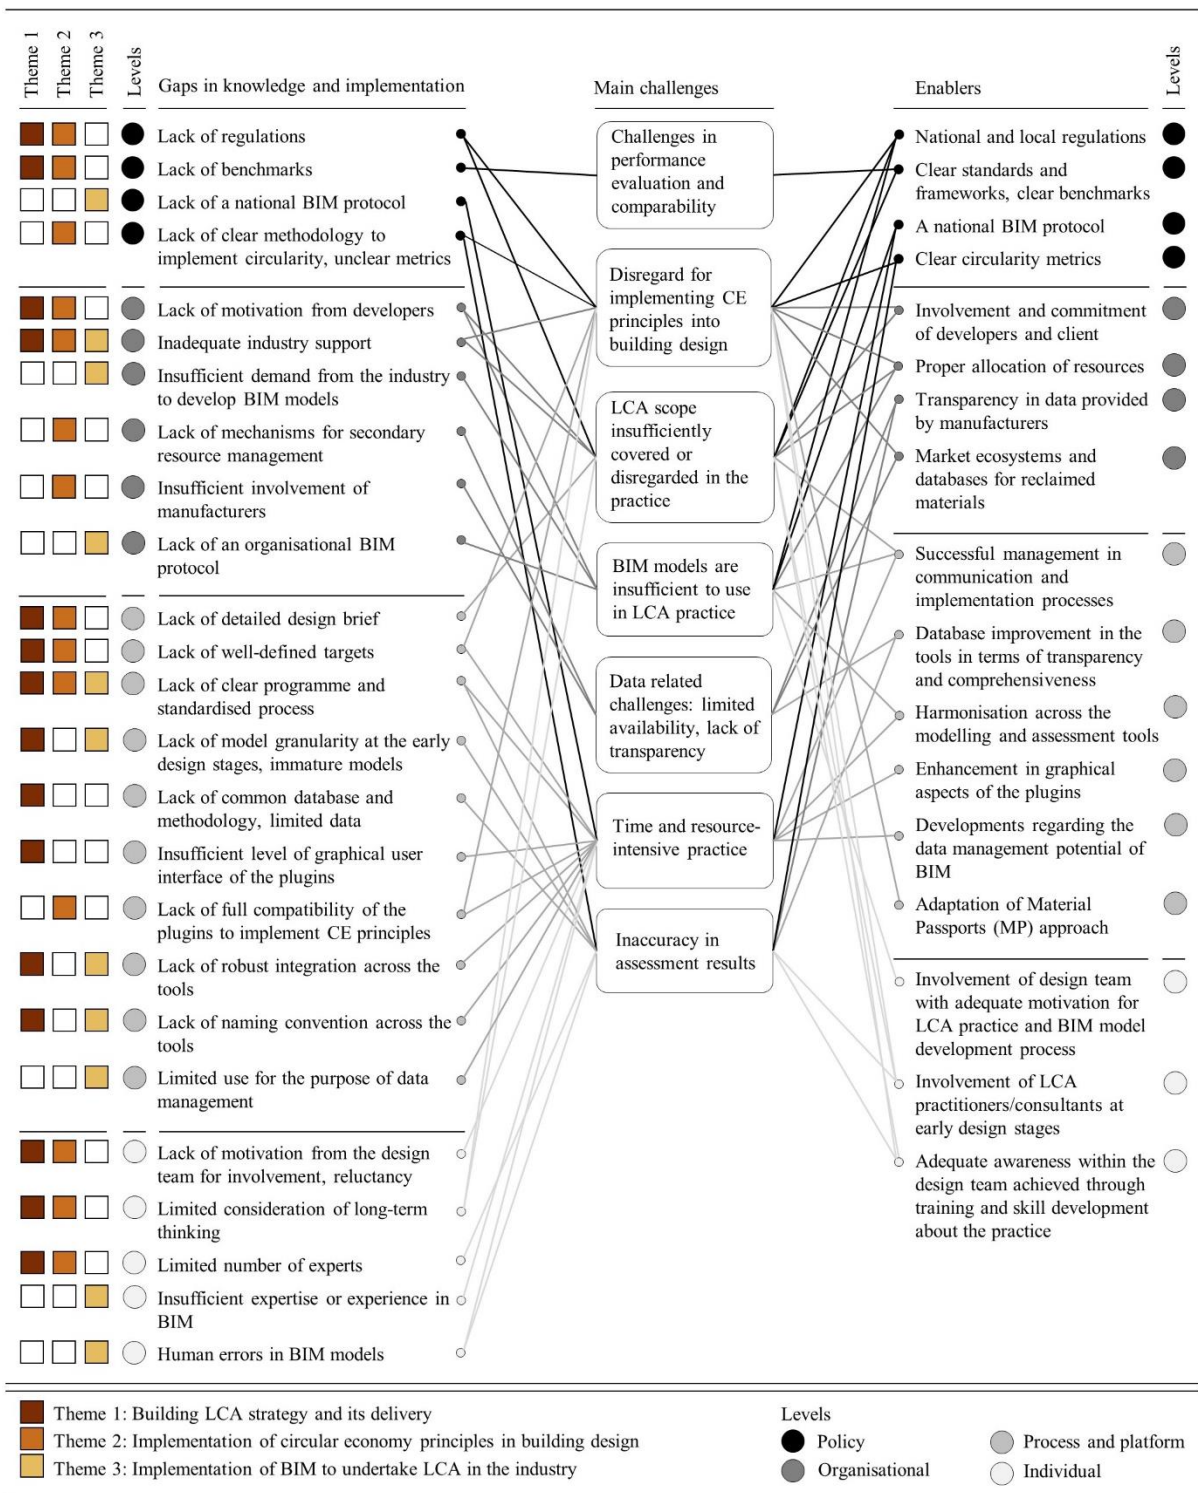 Theme 1
Theme 2
Theme 3
Levels
Gaps in knowledge and implementation
Lack of regulations
Lack of benchmarks
Lack of a national BIM protocol
Lack of clear methodology to
implement circularity, unclear metrics
Lack of motivation from developers
Inadequate industry support
Insufficient demand from the industry
to develop BIM models
Lack of mechanisms for secondary
resource management
Insufficient involvement of
manufacturers
Lack of an organisational BIM
protocol
Lack of detailed design brief
Lack of well-defined targets
Lack of clear programme and
standardised process
Lack of model granularity at the early
design stages, immature models
Lack of common database and
methodology, limited data
Insufficient level of graphical user
interface of the plugins
Lack of full compatibility of the
plugins to implement CE principles
Lack of robust integration across the
tools
Lack of naming convention across the
tools
Limited use for the purpose of data
management
Lack of motivation from the design
team for involvement, reluctancy
Limited consideration of long-term
thinking
Limited number of experts
Insufficient expertise or experience in
BIM
Human errors in BIM models
Main challenges
Challenges in
performance
evaluation and
comparability
Disregard for
implementing CE
principles into
building design
LCA scope
insufficiently
covered or
disregarded in the
practice
BIM models are
insufficient to use
in LCA practice
Data related
challenges: limited
availability, lack of
transparency
Time and resource-
intensive practice
Inaccuracy in
assessment results
Enablers
Levels
National and local regulations
Clear standards and
frameworks, clear benchmarks
A national BIM protocol
Clear circularity metrics
Involvement and commitment
of developers and client
Proper allocation of resources
Transparency in data provided
by manufacturers
Market ecosystems and
databases for reclaimed
materials
Successful management in
communication and
implementation processes
Database improvement in the
tools in terms of transparency
and comprehensiveness
Harmonisation across the
modelling and assessment tools
Enhancement in graphical
aspects of the plugins
Developments regarding the
data management potential of
BIM
Adaptation of Material
Passports (MP) approach
Involvement of design team
with adequate motivation for
LCA practice and BIM model
development process
Involvement of LCA
practitioners/consultants at
early design stages
Adequate awareness within the
design team achieved through
training and skill development
about the practice
Theme 1: Building LCA strategy and its delivery
Theme 2: Implementation of circular economy principles in building design
Theme 3: Implementation of BIM to undertake LCA in the industry
Levels
Policy
Organisational
Process and platform
Individual